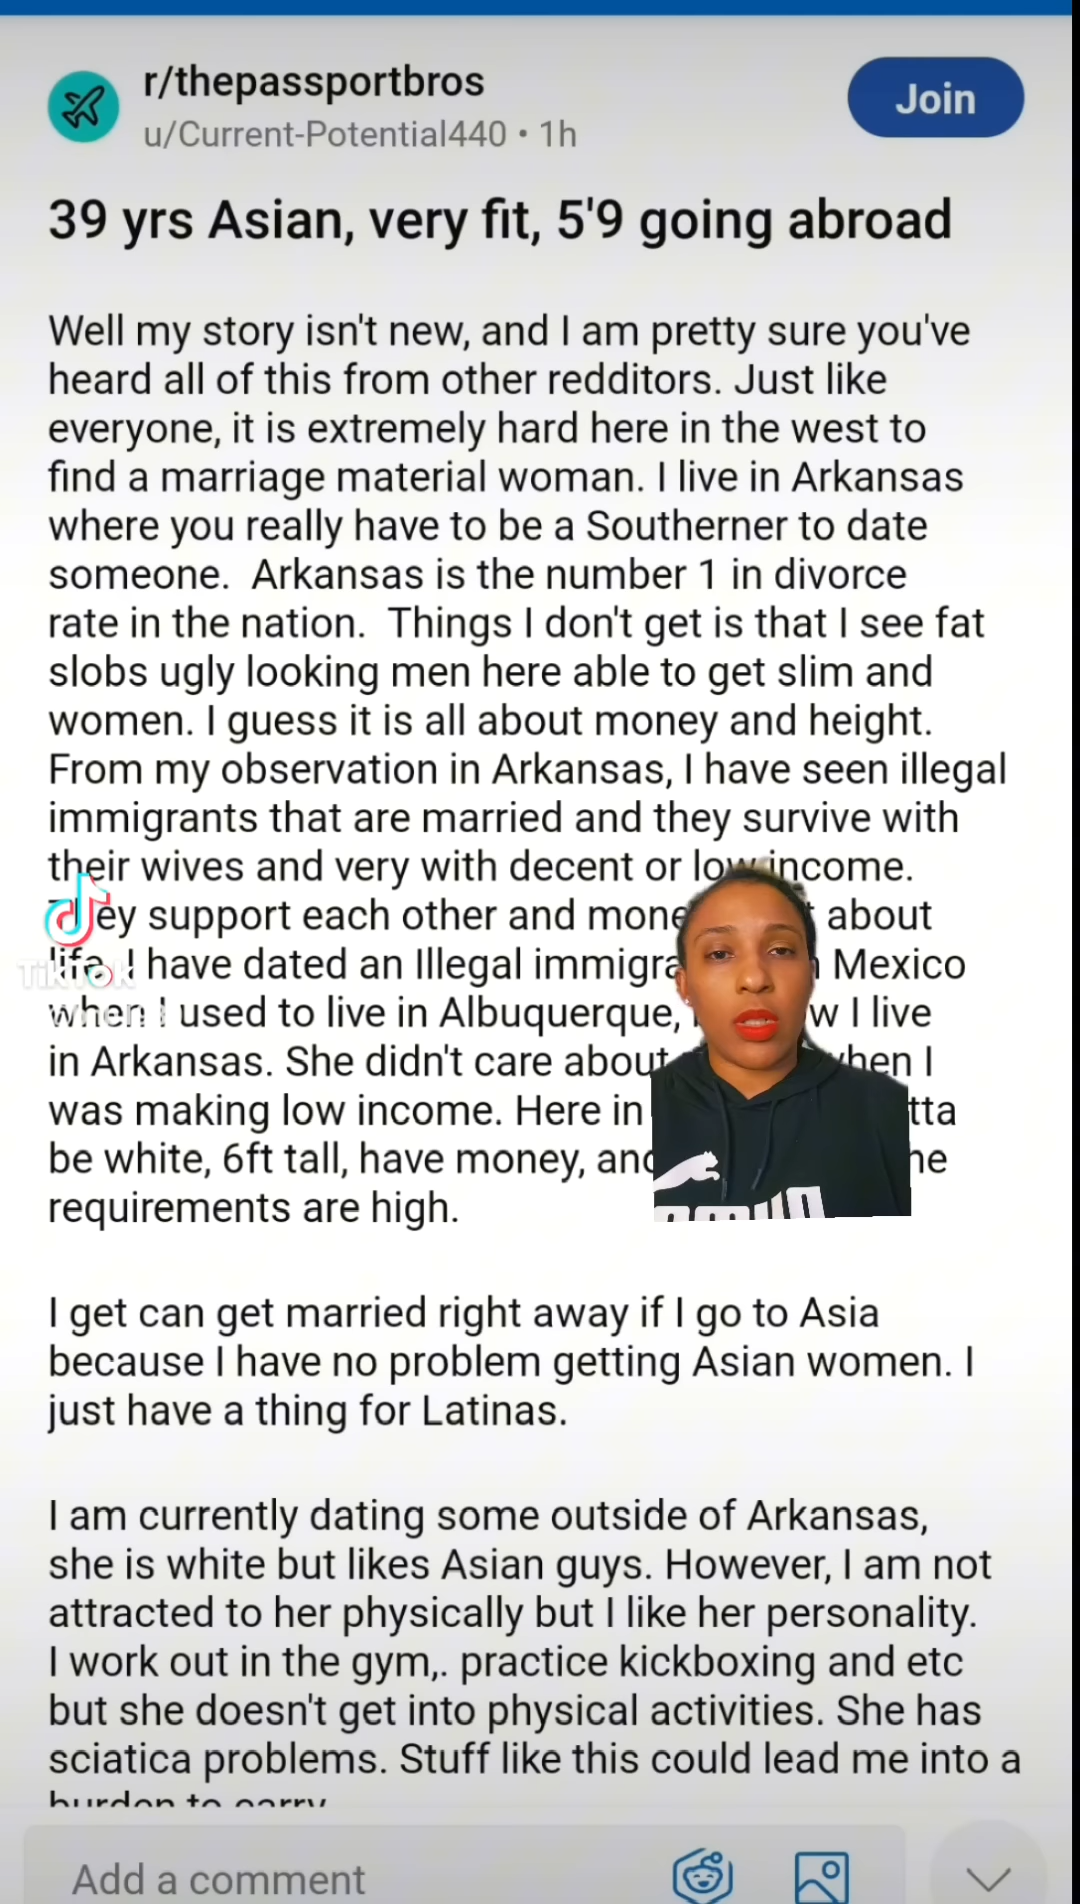 r/thepassportbros
u/Current-Potential440 • 1h
Join
39 yrs Asian, very fit, 5'9 going abroad
Well my story isn't new, and I am pretty sure you've
heard all of this from other redditors. Just like
everyone, it is extremely hard here in the west to
find a marriage material woman. I live in Arkansas
where you really have to be a Southerner to date
someone.  Arkansas is the number 1 in divorce
rate in the nation.  Things I don't get is that I see fat
slobs ugly looking men here able to get slim and
women. I guess it is all about money and height.
From my observation in Arkansas, I have seen illegal
immigrants that are married and they survive with
their wives and very with decent or low income.
They support each other and about
life. I have dated an Illegal Mexico
when I used to live in Albuquerque, I live
in Arkansas. She didn't care about when I
was making low income. Here in
be white, 6ft tall, have money,
requirements are high.
I get can get married right away if I go to Asia
because I have no problem getting Asian women. I
just have a thing for Latinas.
I am currently dating some outside of Arkansas,
she is white but likes Asian guys. However, I am not
attracted to her physically but I like her personality.
I work out in the gym,. practice kickboxing and etc
but she doesn't get into physical activities. She has
sciatica problems. Stuff like this could lead me into a
burden to carry
Add a comment
TikTok